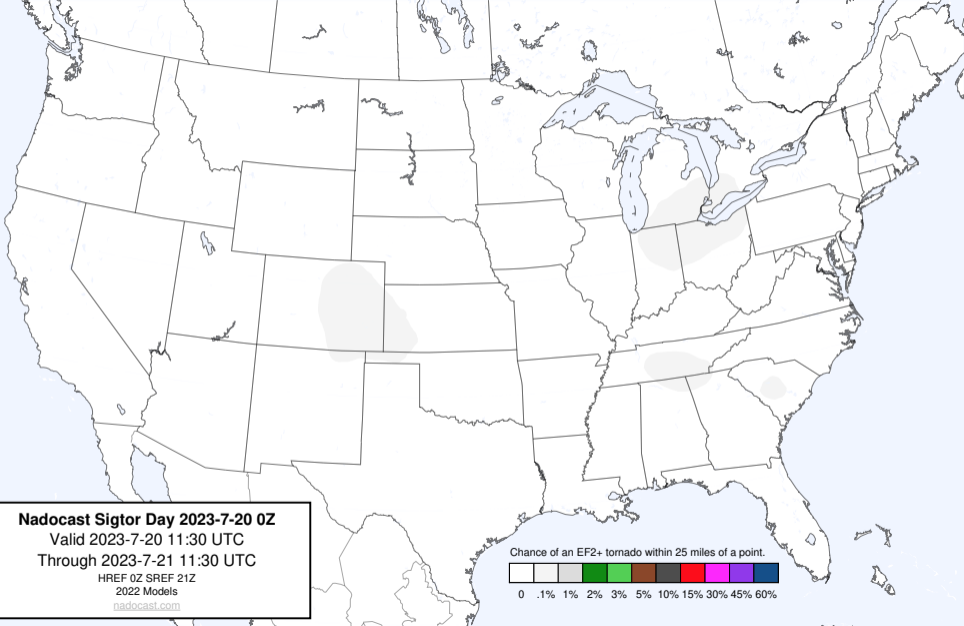 Nadocast Sigtor Day 2023-7-20 0Z
Valid 2023-7-20 11:30 UTC
Through 2023-7-21 11:30 UTC
HREF 0Z SREF 21Z
2022 Models
nadocast.com
Chance of an EF2+ tornado within 25 miles of a point.
0 .1% 1% 2% 3% 5% 10% 15% 30% 45% 60%